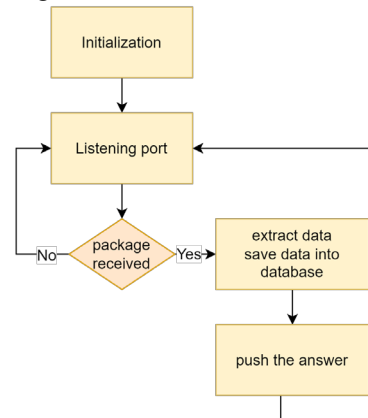 Initialization
Listening port
package
received
No
Yes
extract data
save data into
database
push the answer